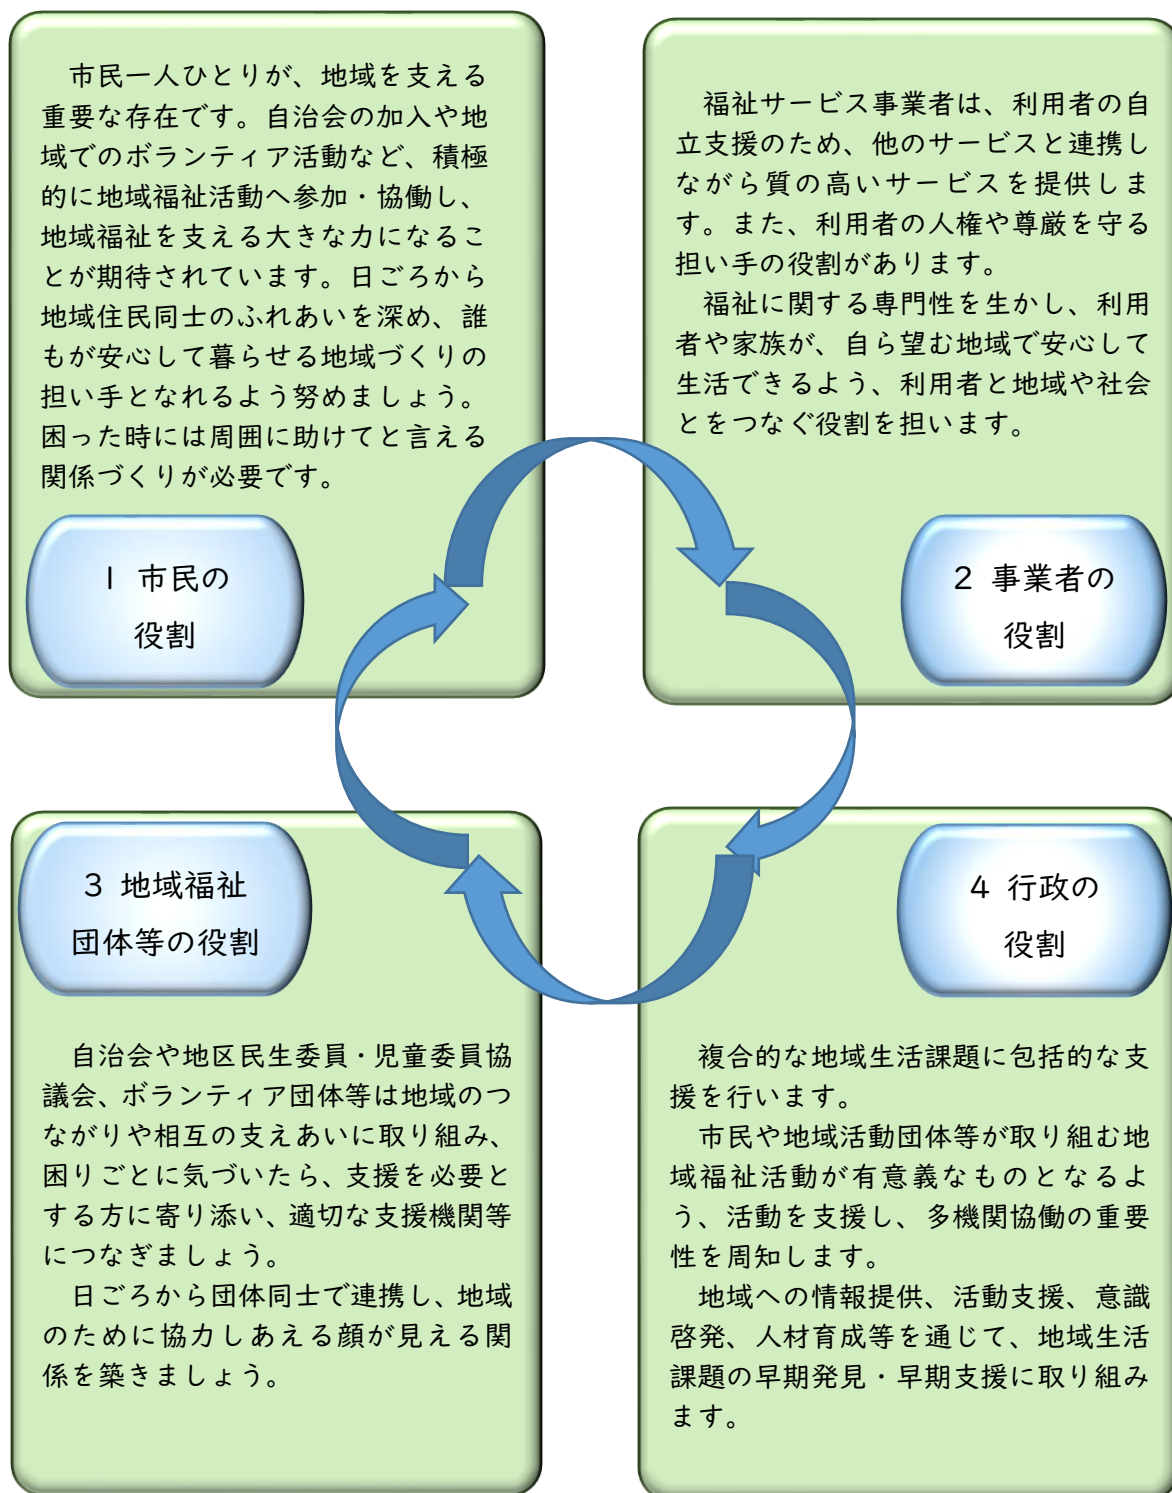 市民一人ひとりが、地域を支える
重要な存在です。自治会の加入や地
域でのボランティア活動など、積極
的に地域福祉活動へ参加・協働し、
地域福祉を支える大きな力になるこ
とが期待されています。日ごろから
地域住民同士のふれあいを深め、誰
もが安心して暮らせる地域づくりの
担い手となれるよう努めましょう。
困った時には周囲に助けてと言える
関係づくりが必要です。
1 市民の
役割
福祉サービス事業者は、利用者の自
立支援のため、他のサービスと連携し
ながら質の高いサービスを提供しま
す。また、利用者の人権や尊厳を守る
担い手の役割があります。
福祉に関する専門性を生かし、利用
者や家族が、自ら望む地域で安心して
生活できるよう、利用者と地域や社会
とをつなぐ役割を担います。
2 事業者の
役割
3 地域福祉
団体等の役割
自治会や地区民生委員・児童委員協
議会、ボランティア団体等は地域のつ
ながりや相互の支えあいに取り組み、
困りごとに気づいたら、支援を必要と
する方に寄り添い、適切な支援機関等
につなぎましょう。
日ごろから団体同士で連携し、地域
のために協力しあえる顔が見える関
係を築きましょう。
4 行政の
役割
複合的な地域生活課題に包括的な支
援を行います。
市民や地域活動団体等が取り組む地
域福祉活動が有意義なものとなるよ
う、活動を支援し、多機関協働の重要
性を周知します。
地域への情報提供、活動支援、意識
啓発、人材育成等を通じて、地域生活
課題の早期発見・早期支援に取り組み
ます。